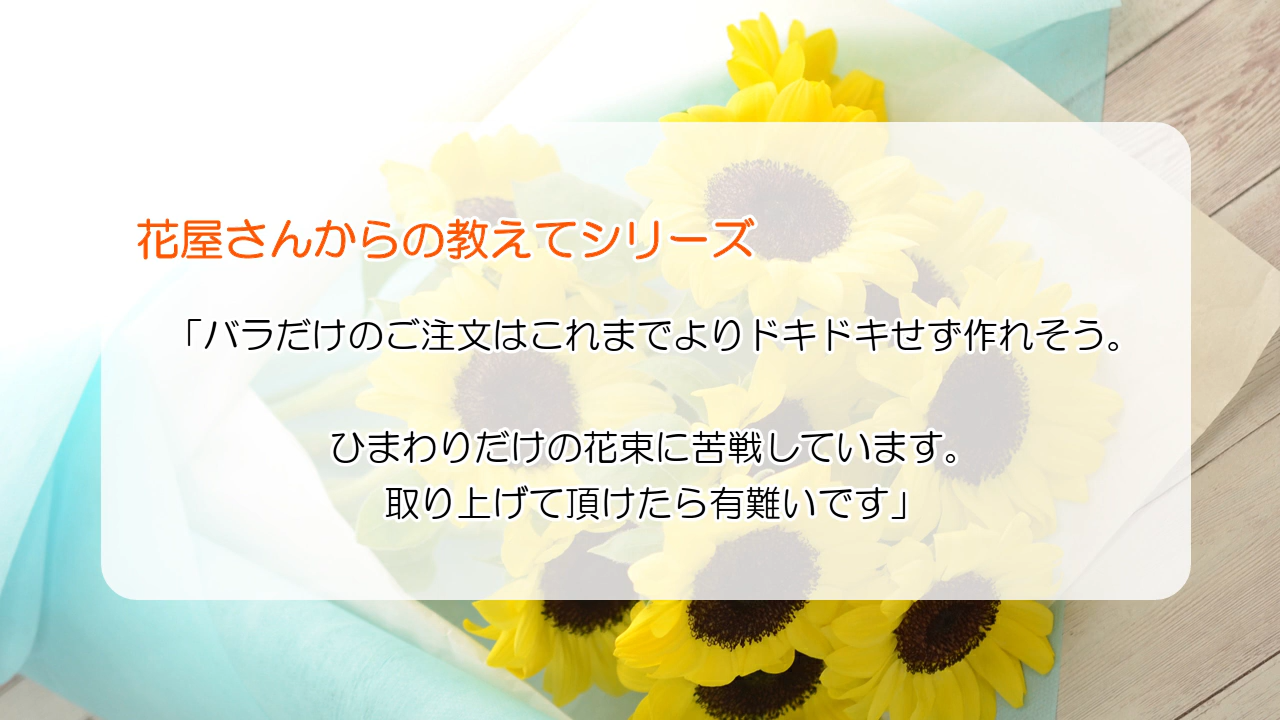 花屋さんからの教えてシリーズ
「バラだけのご注文はこれまでよりドキドキせず作れそう。
ひまわりだけの花束に苦戦しています。
取り上げて頂けたら有難いです」